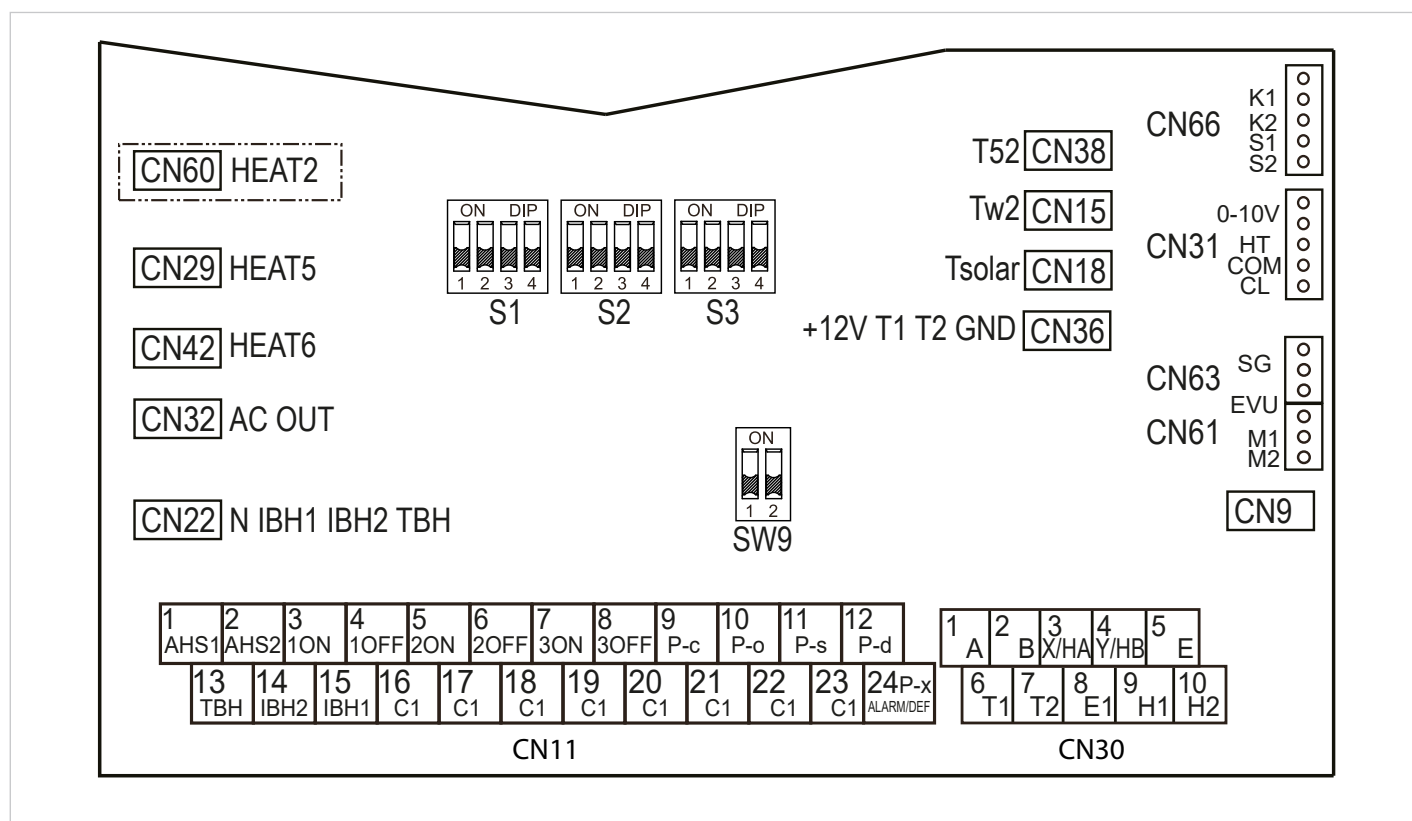 CN60 HEAT2
CN29 HEAT5
CN42 HEAT6
CN32 AC OUT
CN22 N IBH1 IBH2 TBH
ON DIP
1 2 3 4
S1
ON DIP
1 2 3 4
S2
ON DIP
1 2 3 4
S3
ON
1 2
SW9
T52 CN38
Tw2 CN15
Tsolar CN18
+12V T1 T2 GND CN36
CN66
K1
K2
S1
S2
CN31
0-10V
HT
COM
CL
CN63
SG
EVU
CN61
M1
M2
CN9
1 2 3 4 5 6 7 8 9 10 11 12
AHS1 AHS2 1ON 1OFF 2ON 2OFF 3ON 3OFF P-c P-o P-s P-d
13 14 15 16 17 18 19 20 21 22 23 24 P-x
TBH IBH2 IBH1 C1 C1 C1 C1 C1 C1 C1 C1 ALARM/DEF
CN11
1 2 3 4 5
A B X/HA Y/HB E
6 7 8 9 10
T1 T2 E1 H1 H2
CN30